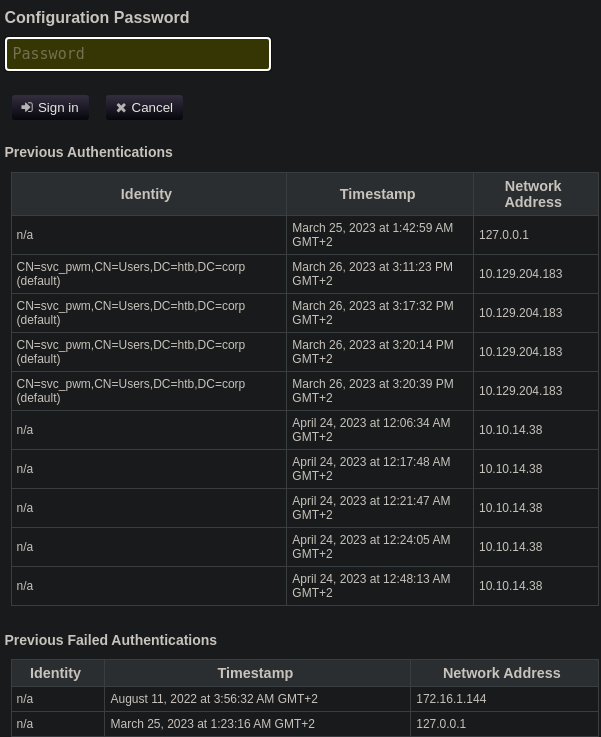 Configuration Password
Password
Sign in Cancel
Previous Authentications
Identity Timestamp Network
Address
n/a March 25, 2023 at 1:42:59 AM
GMT+2 127.0.0.1
CN=svc_pwm,CN=Users,DC=htb,DC=corp
(default) March 26, 2023 at 3:11:23 PM
GMT+2 10.129.204.183
CN=svc_pwm,CN=Users,DC=htb,DC=corp
(default) March 26, 2023 at 3:17:32 PM
GMT+2 10.129.204.183
CN=svc_pwm,CN=Users,DC=htb,DC=corp
(default) March 26, 2023 at 3:20:14 PM
GMT+2 10.129.204.183
CN=svc_pwm,CN=Users,DC=htb,DC=corp
(default) March 26, 2023 at 3:20:39 PM
GMT+2 10.129.204.183
n/a April 24, 2023 at 12:06:34 AM
GMT+2 10.10.14.38
n/a April 24, 2023 at 12:17:48 AM
GMT+2 10.10.14.38
n/a April 24, 2023 at 12:21:47 AM
GMT+2 10.10.14.38
n/a April 24, 2023 at 12:24:05 AM
GMT+2 10.10.14.38
n/a April 24, 2023 at 12:48:13 AM
GMT+2 10.10.14.38
Previous Failed Authentications
Identity Timestamp Network Address
n/a August 11, 2022 at 3:56:32 AM GMT+2 172.16.1.144
n/a March 25, 2023 at 1:23:16 AM GMT+2 127.0.0.1